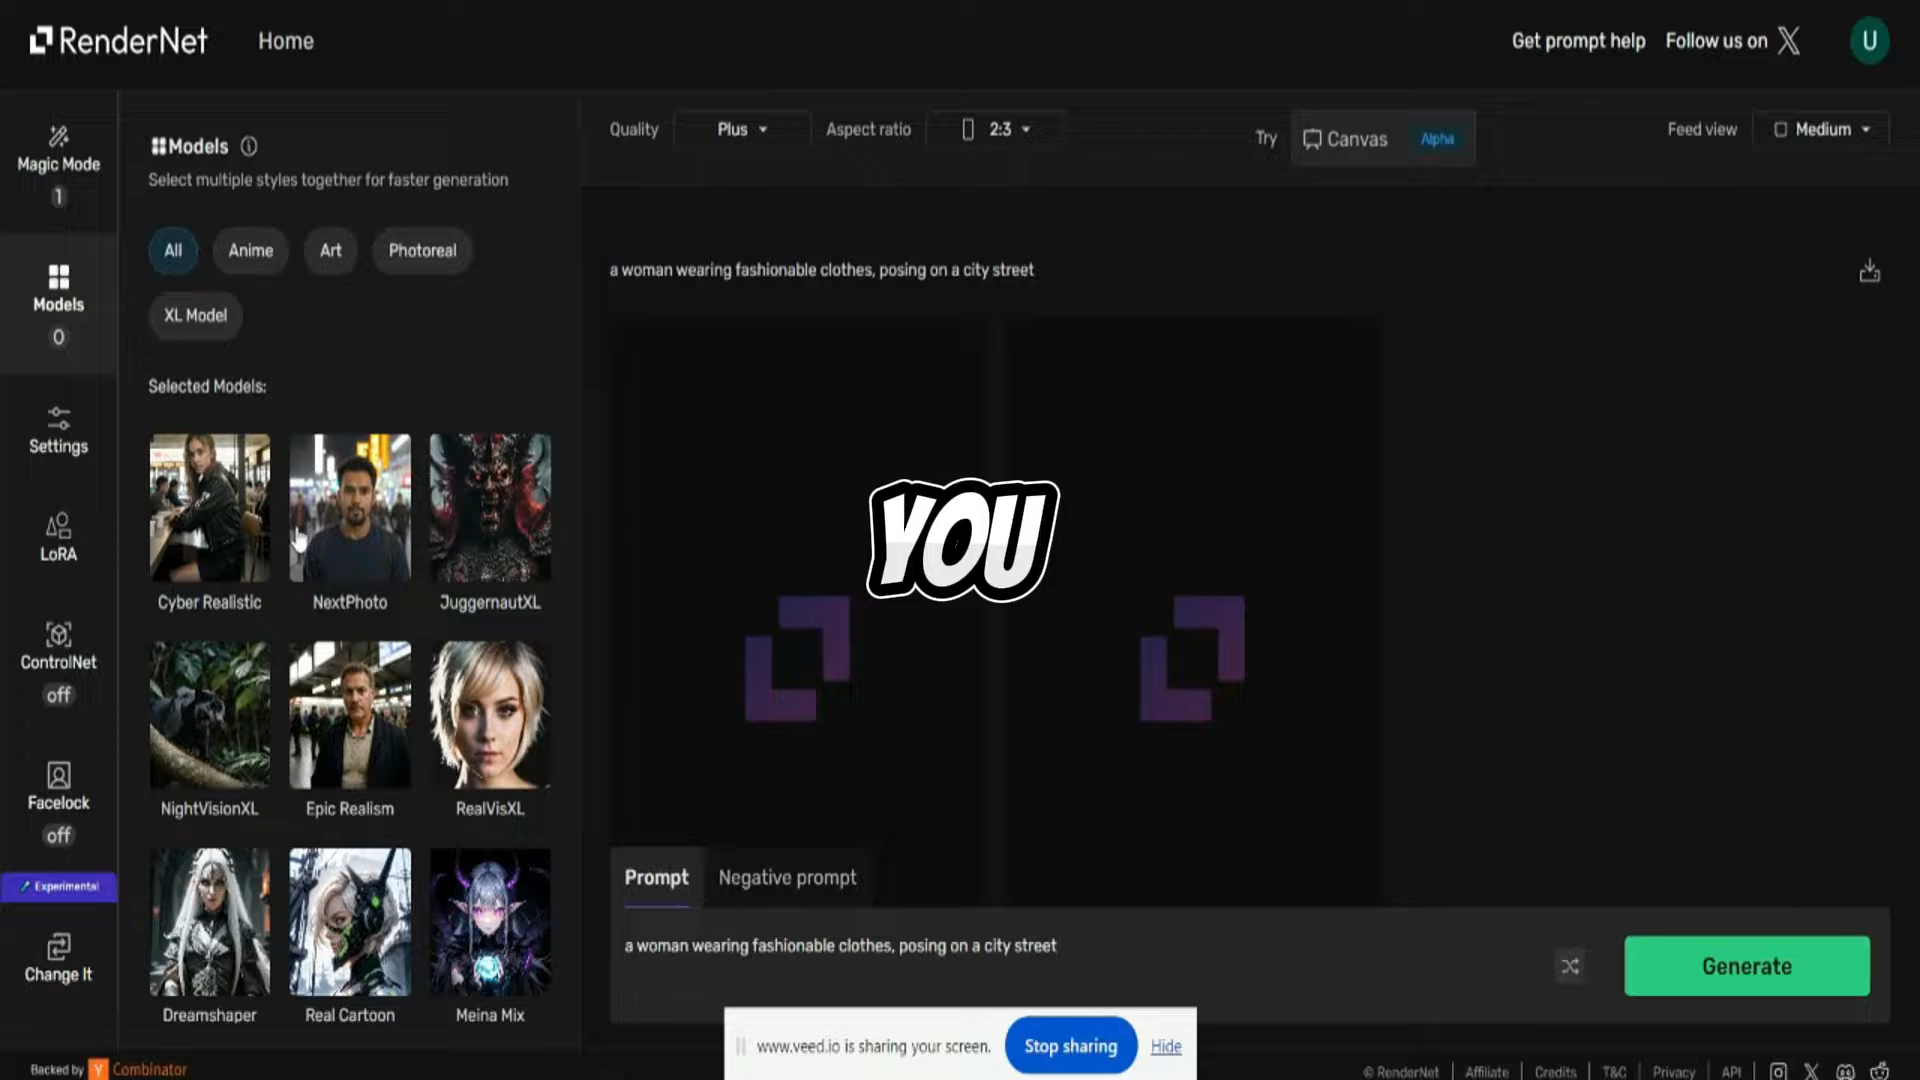 RenderNet
Home
Get prompt help
Follow us on X
U
Magic Mode
1
Models
0
Settings
LoRA
ControlNet
off
Facelock
off
Experimental
Change It
Models
Select multiple styles together for faster generation
All
Anime
Art
Photoreal
XL Model
Selected Models:
Cyber Realistic
NextPhoto
JuggernautXL
NightVisionXL
Epic Realism
RealVisXL
Dreamshaper
Real Cartoon
Meina Mix
Quality
Plus
Aspect ratio
2:3
Try
Canvas
Alpha
Feed view
Medium
a woman wearing fashionable clothes, posing on a city street
YOU
Prompt
Negative prompt
a woman wearing fashionable clothes, posing on a city street
Generate
www.veed.io is sharing your screen.
Stop sharing
Hide
Backed by Y Combinator
© RenderNet
Affiliate
Credits
T&C
Privacy
API